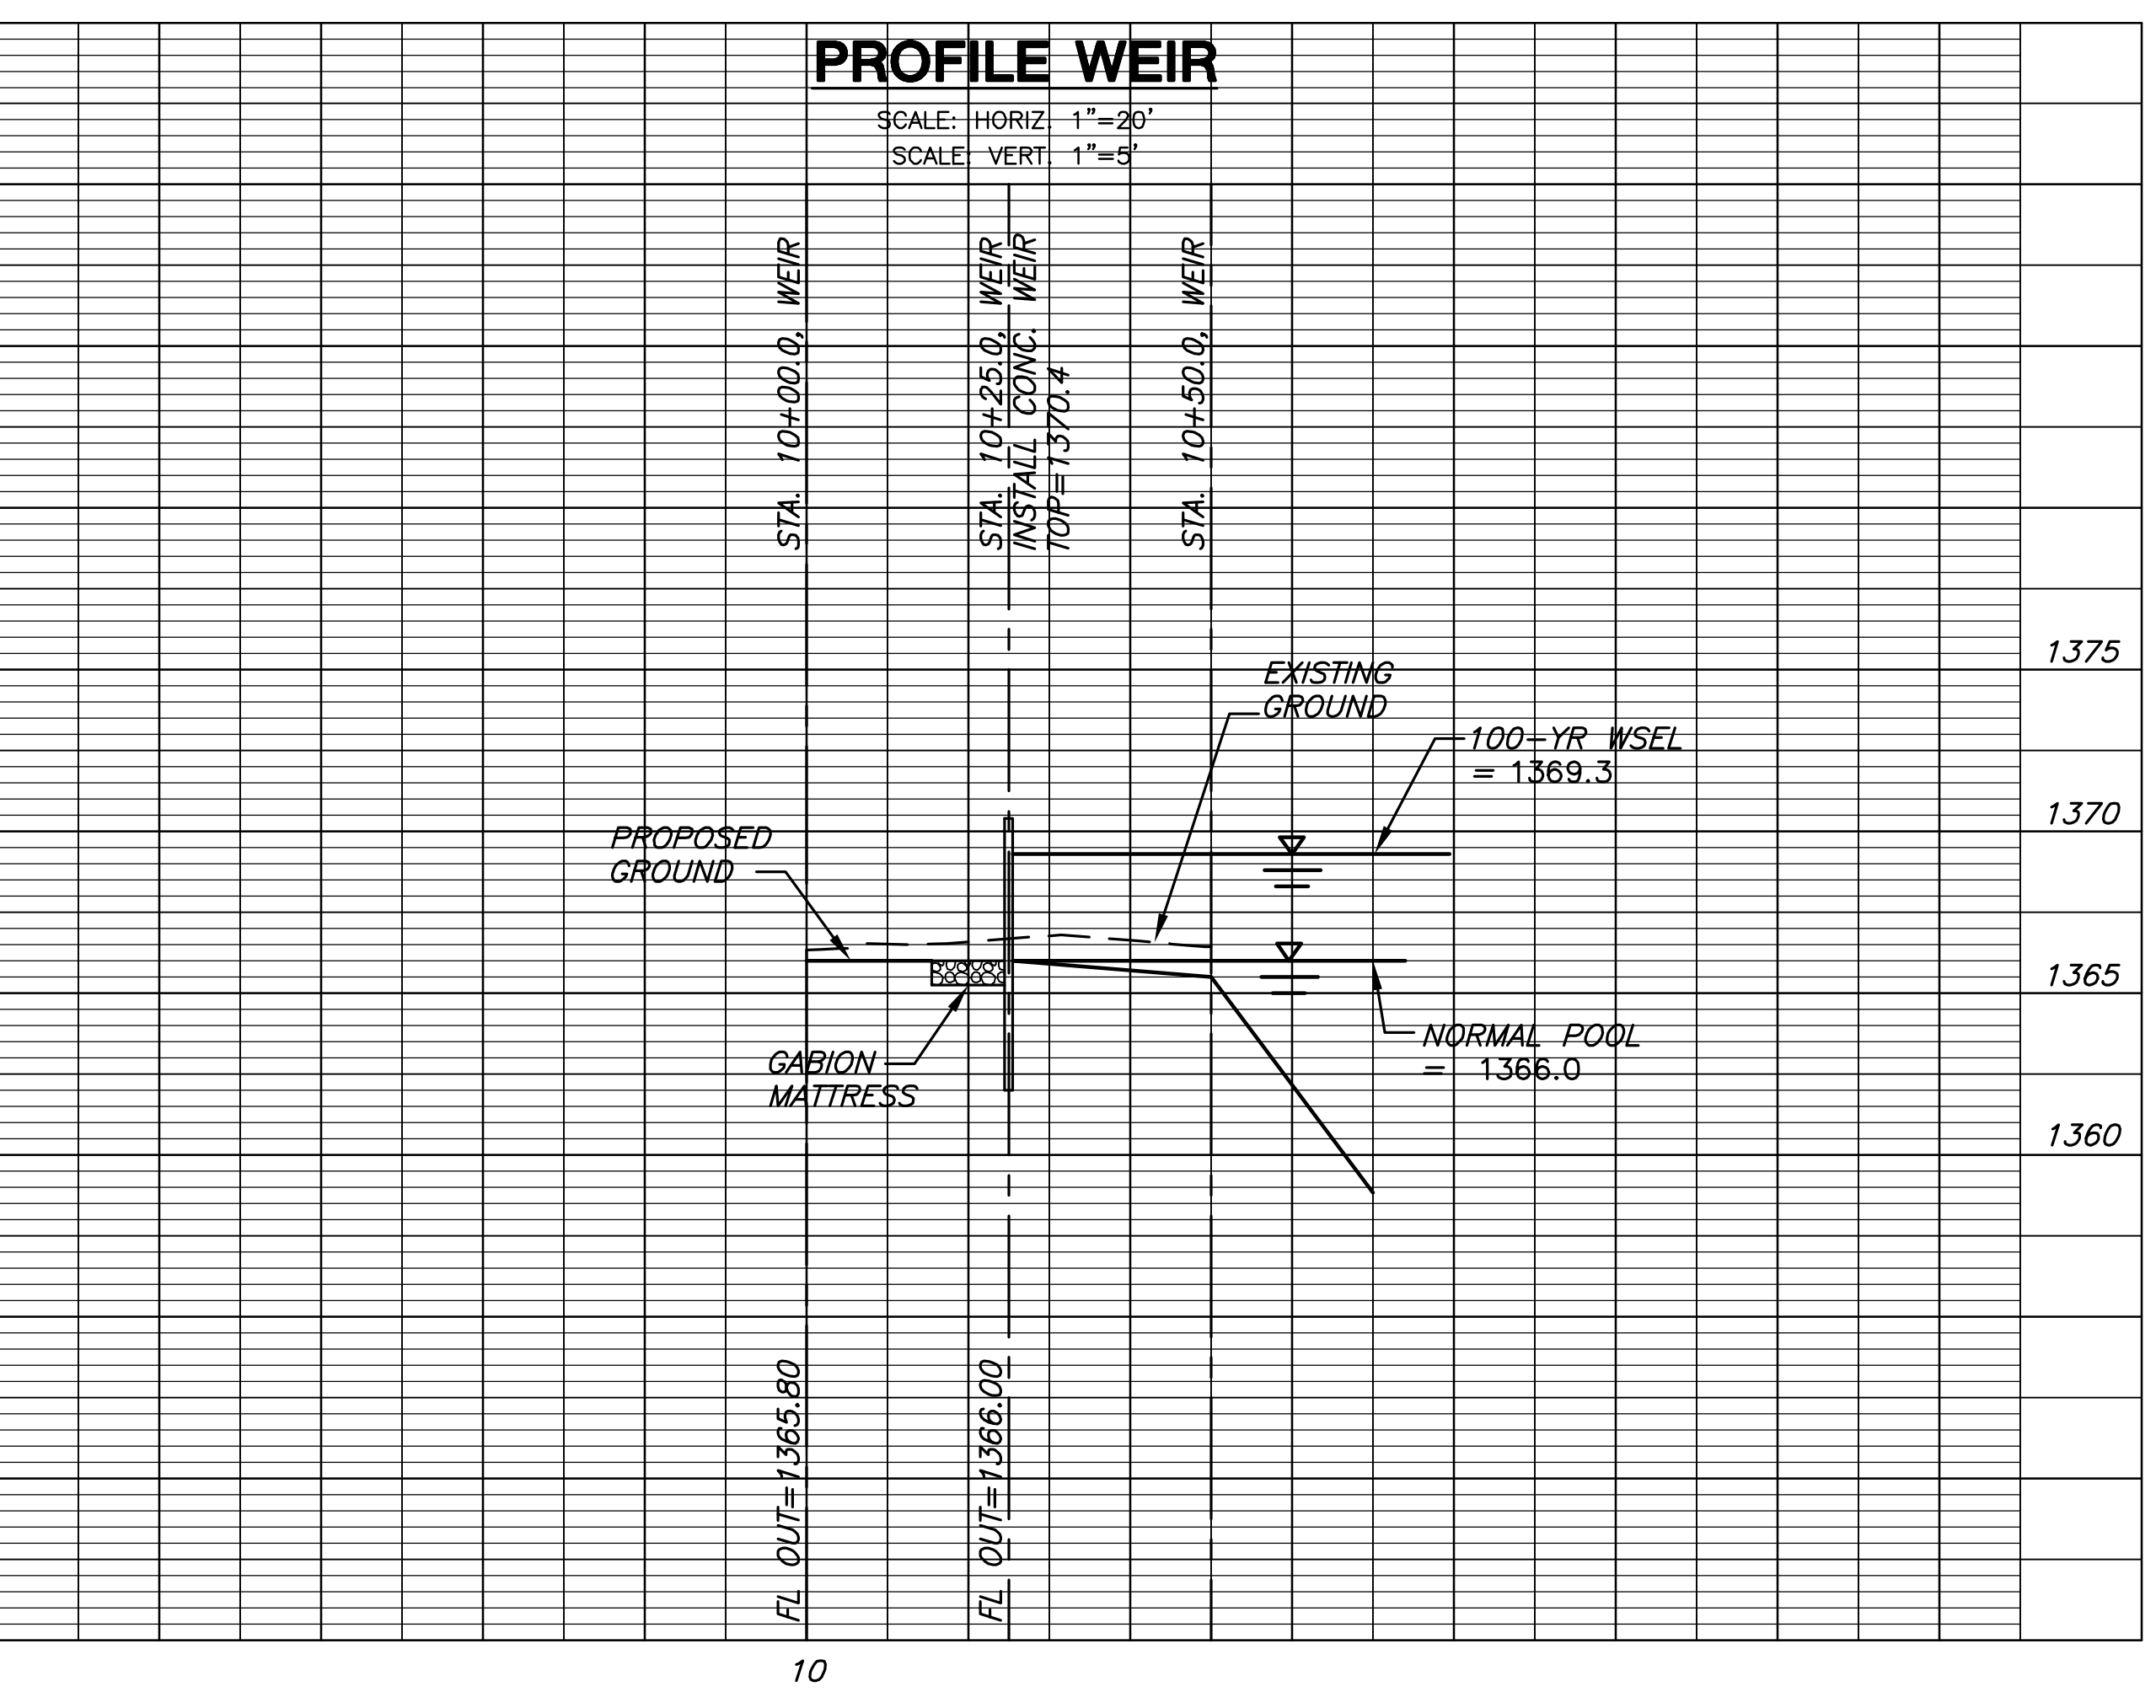 PROFILE WEIR
SCALE: HORIZ. 1"=20'
SCALE: VERT. 1"=5'
STA. 10+00.0, WEIR
STA. 10+25.0, WEIR
INSTALL CONC. WEIR
TOP=1370.4
STA. 10+50.0, WEIR
1375
EXISTING
GROUND
100-YR WSEL
= 1369.3
1370
PROPOSED
GROUND
1365
NORMAL POOL
= 1366.0
GABION
MATTRESS
1360
FL OUT=1365.80
FL OUT=1366.00
10